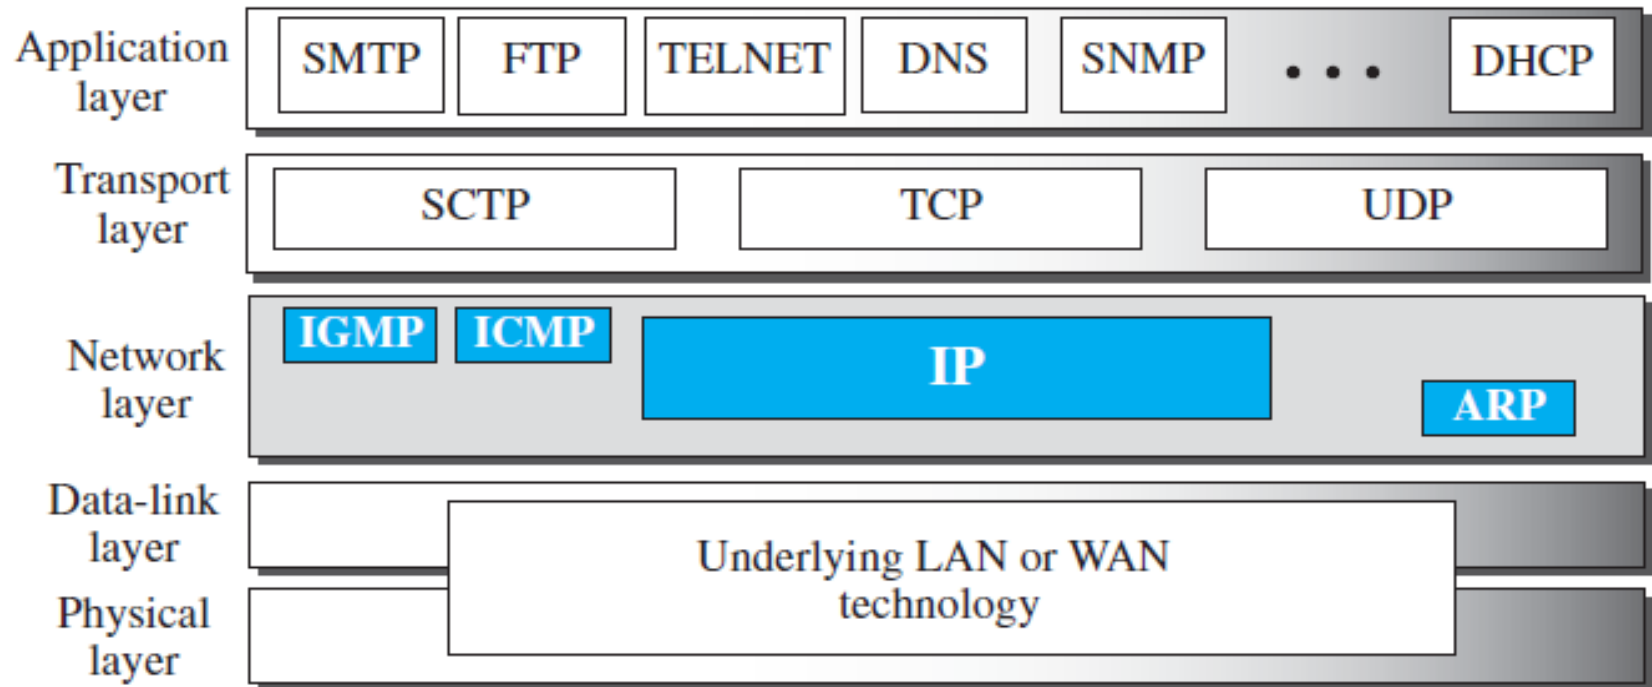 Application
layer
SMTP FTP TELNET DNS SNMP • • • DHCP
Transport
layer
SCTP TCP UDP
Network
layer
IGMP ICMP IP ARP
Data-link
layer
Physical
layer
Underlying LAN or WAN
technology